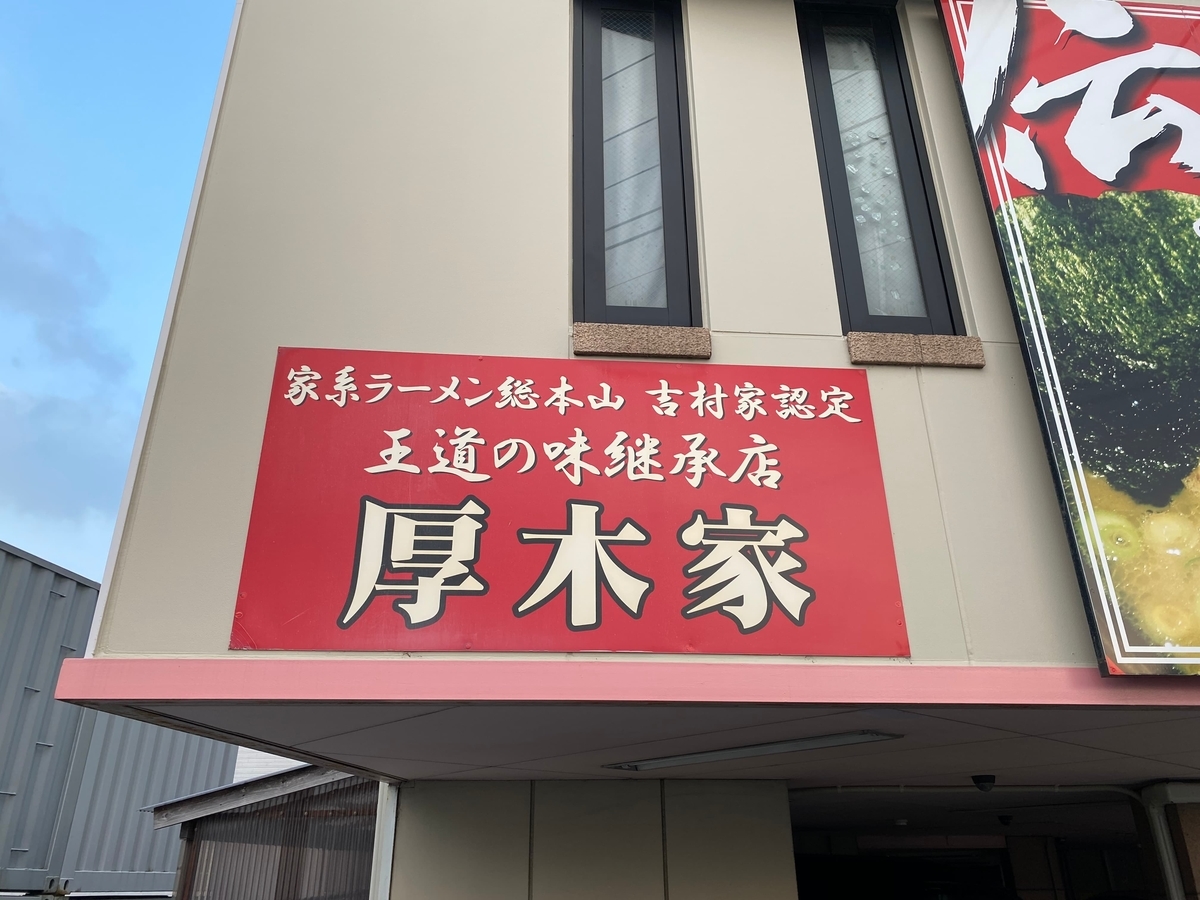 家系ラーメン総本山 吉村家認定
王道の味継承店
厚木家
伝